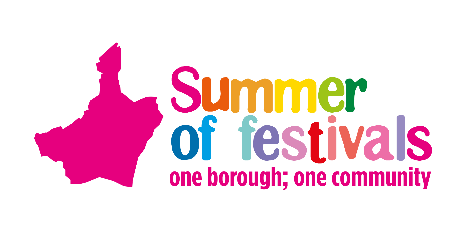 Summer
of festivals
one borough; one community